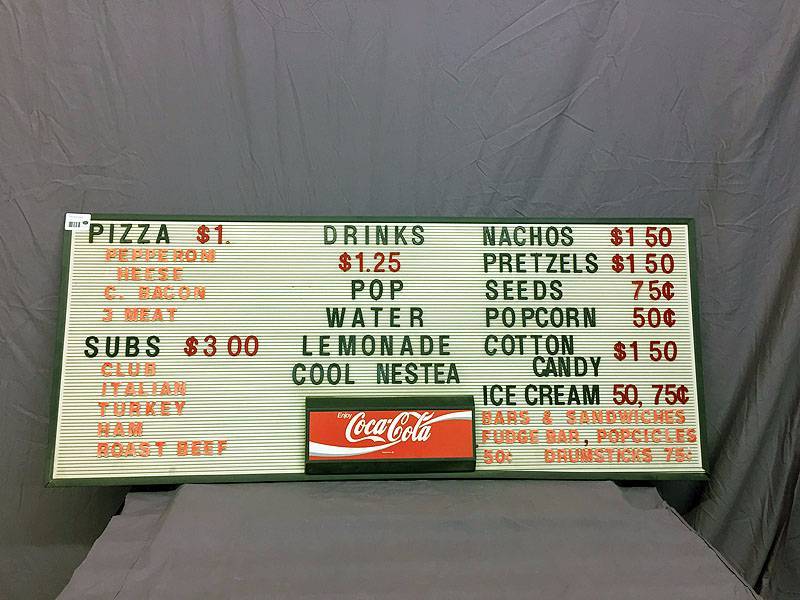 PIZZA $1.
PEPPERONI
HEESE
C. BACON
3 MEAT
SUBS $3 00
CLUB
ITALIAN
TURKEY
HAM
ROAST BEEF
DRINKS
$1.25
POP
WATER
LEMONADE
COOL NESTEA
Enjoy
Coca-Cola
NACHOS $1 50
PRETZELS $1 50
SEEDS 75¢
POPCORN 50¢
COTTON
CANDY $1 50
ICE CREAM 50, 75¢
BARS & SANDWICHES
FUDGE BAR, POPCICLES
50¢ DRUMSTICKS 75¢